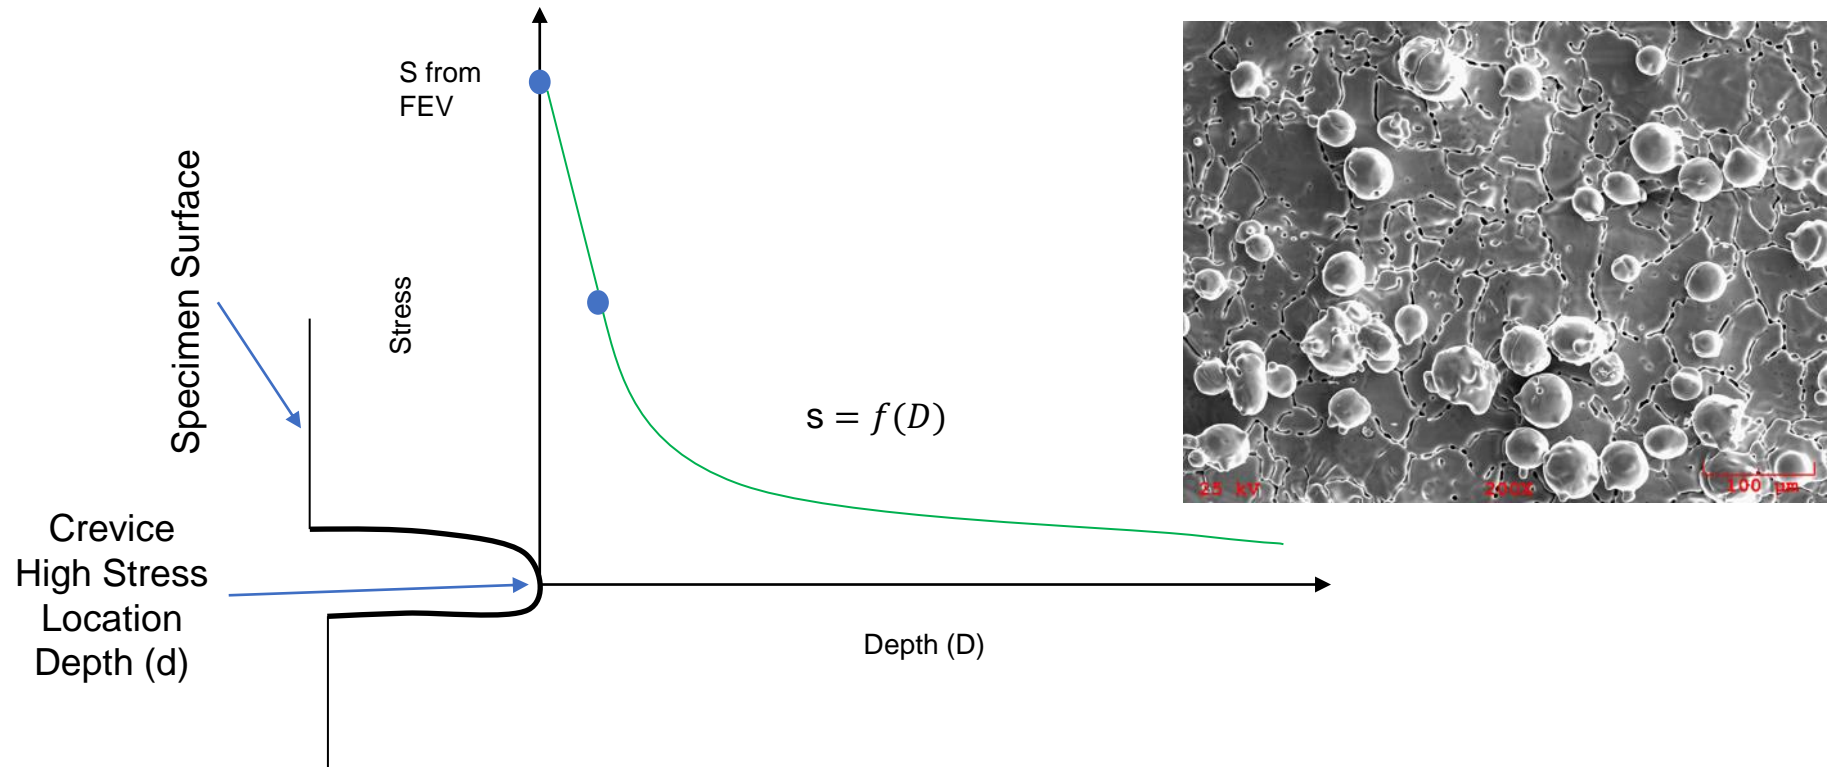 S from
FEV
Specimen Surface
Stress
s = f(D)
Crevice
High Stress
Location
Depth (d)
Depth (D)
25 kV
200X
100 µm